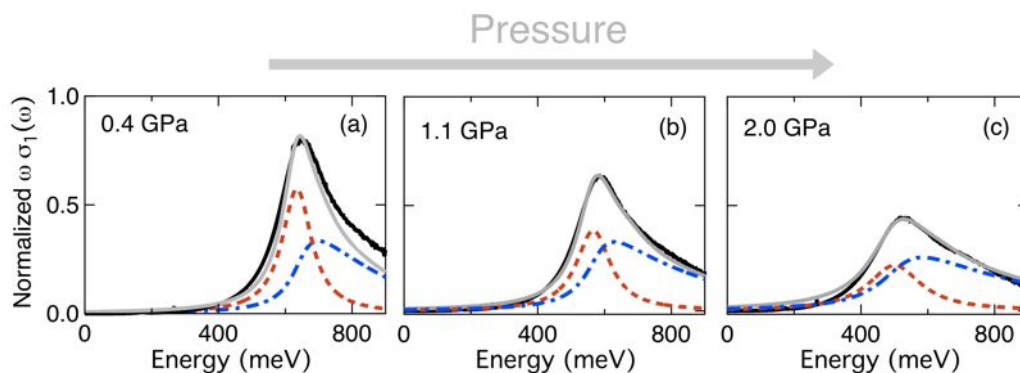 Pressure
Normalized ω σ₁(ω)
1.0
0.5
0.0
0.4 GPa
(a)
1.1 GPa
(b)
2.0 GPa
(c)
0
400
800
0
400
800
0
400
800
Energy (meV)
Energy (meV)
Energy (meV)